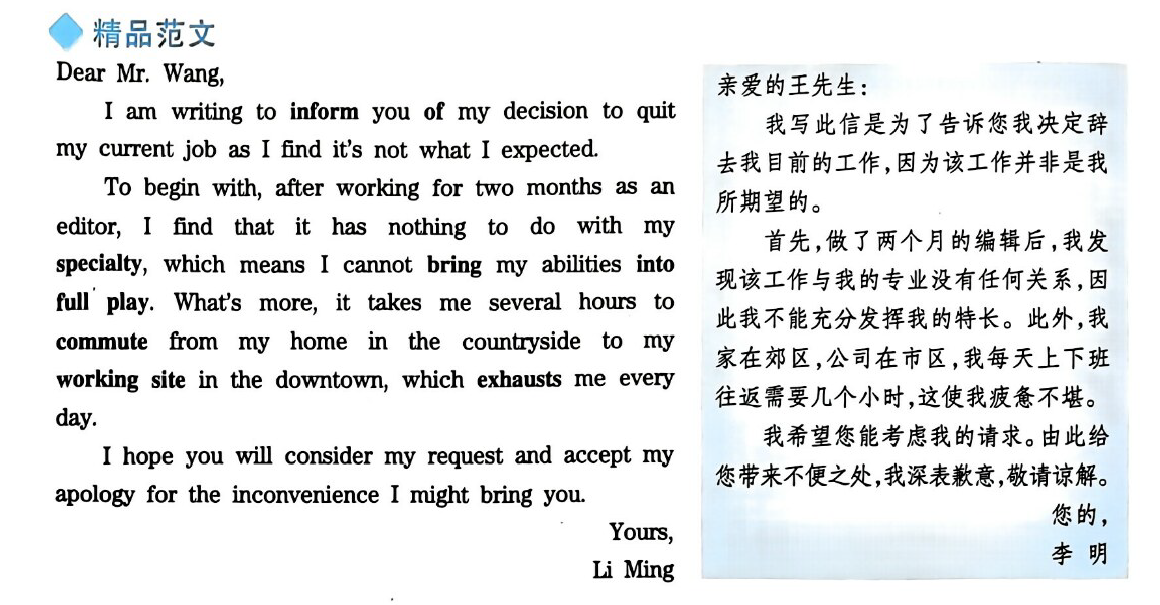 精品范文
Dear Mr. Wang,
I am writing to inform you of my decision to quit
my current job as I find it's not what I expected.
To begin with, after working for two months as an
editor, I find that it has nothing to do with my
specialty, which means I cannot bring my abilities into
full play. What's more, it takes me several hours to
commute from my home in the countryside to my
working site in the downtown, which exhausts me every
day.
I hope you will consider my request and accept my
apology for the inconvenience I might bring you.
Yours,
Li Ming
亲爱的王先生:
我写此信是为了告诉您我决定辞
去我目前的工作,因为该工作并非是我
所期望的。
首先,做了两个月的编辑后,我发
现该工作与我的专业没有任何关系,因
此我不能充分发挥我的特长。此外,我
家在郊区,公司在市区,我每天上下班
往返需要几个小时,这使我疲惫不堪。
我希望您能考虑我的请求。由此给
您带来不便之处,我深表歉意,敬请谅解。
您的,
李 明